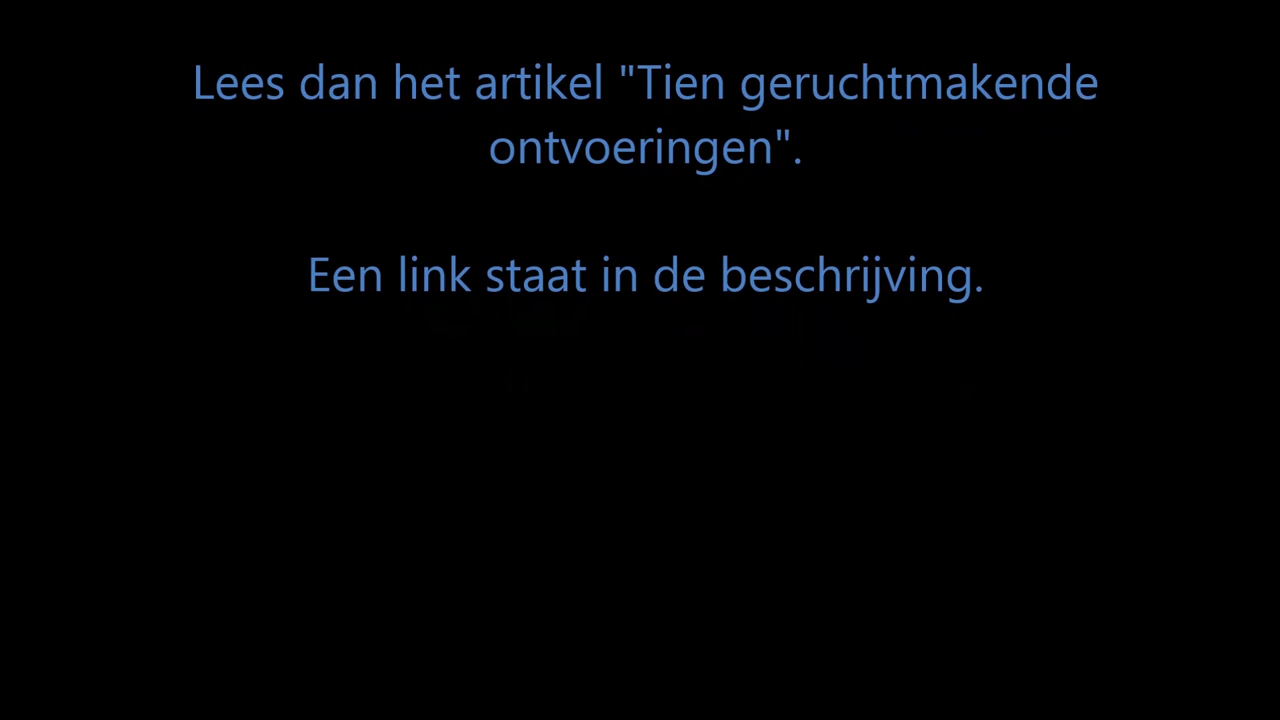 Lees dan het artikel "Tien geruchtmakende
ontvoeringen".
Een link staat in de beschrijving.